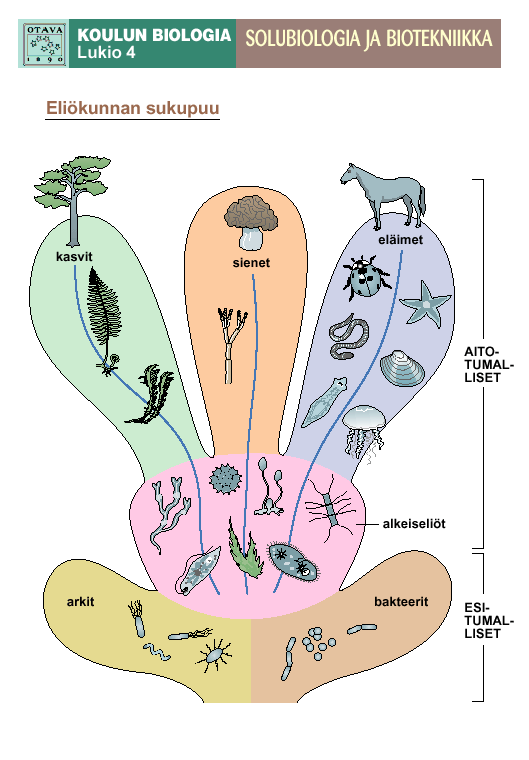 OTAVA
1890
KOULUN BIOLOGIA
Lukio 4
SOLUBIOLOGIA JA BIOTEKNIIKKA
Eliökunnan sukupuu
kasvit
sienet
eläimet
AITO-
TUMAL-
LISET
alkeiseliöt
arkit
bakteerit
ESI-
TUMAL-
LISET